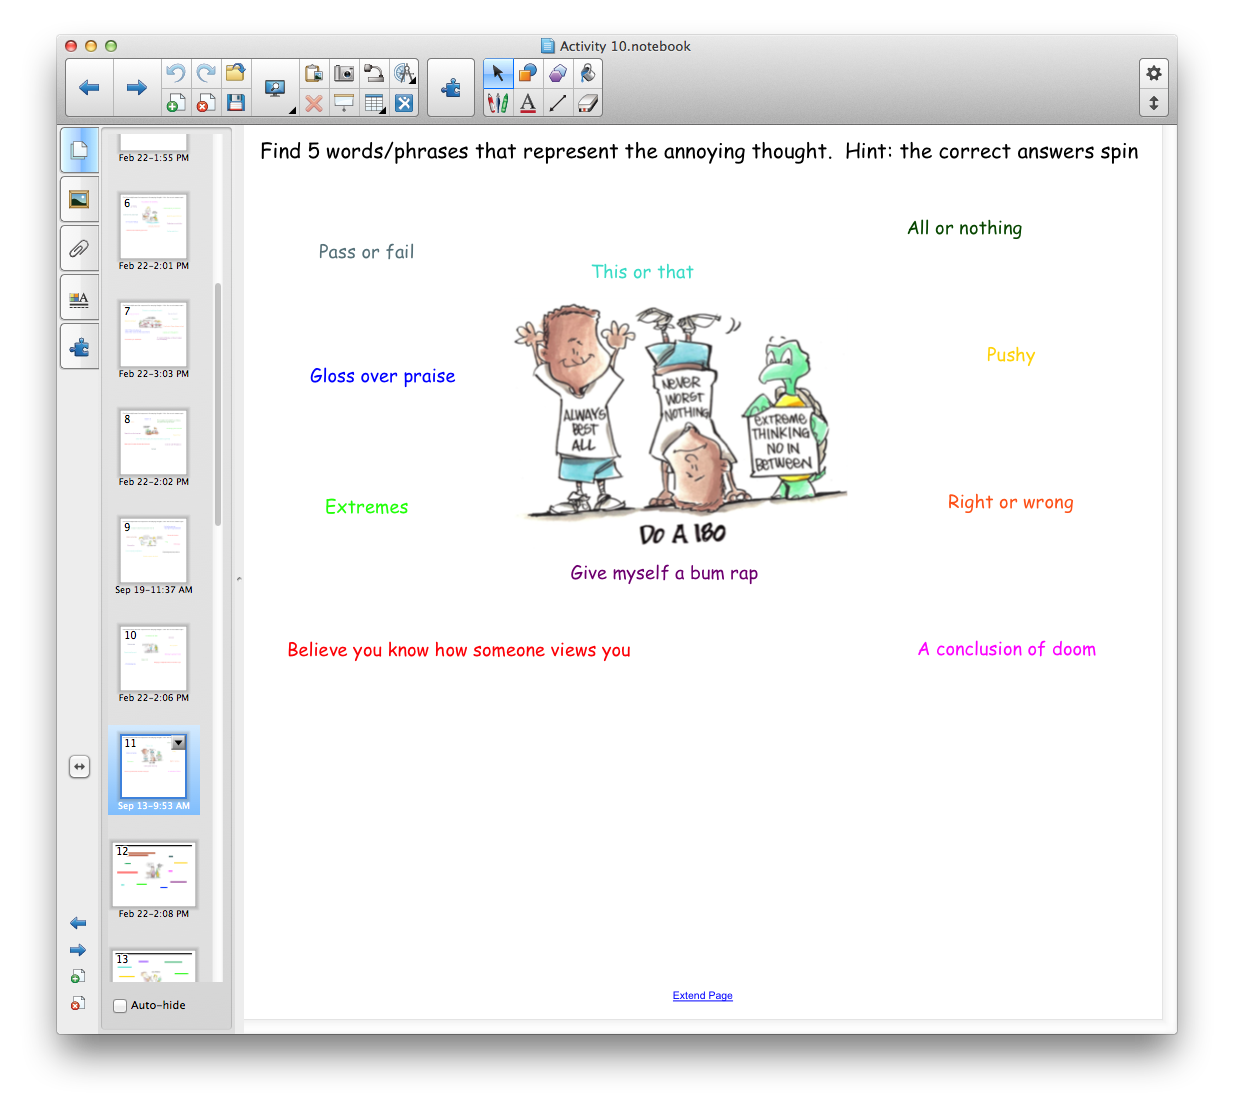 Activity 10.notebook
Find 5 words/phrases that represent the annoying thought.  Hint: the correct answers spin
Feb 22-1:55 PM
6
Feb 22-2:01 PM
7
Feb 22-3:03 PM
8
Feb 22-2:02 PM
9
Sep 19-11:37 AM
10
Feb 22-2:06 PM
11
Sep 13-9:53 AM
12
Feb 22-2:08 PM
13
Auto-hide
All or nothing
Pass or fail
This or that
Pushy
Gloss over praise
ALWAYS
BEST
ALL
NEVER
WORST
NOTHING
EXTREME
THINKING
NO IN
BETWEEN
Extremes
Right or wrong
DO A 180
Give myself a bum rap
Believe you know how someone views you
A conclusion of doom
Extend Page